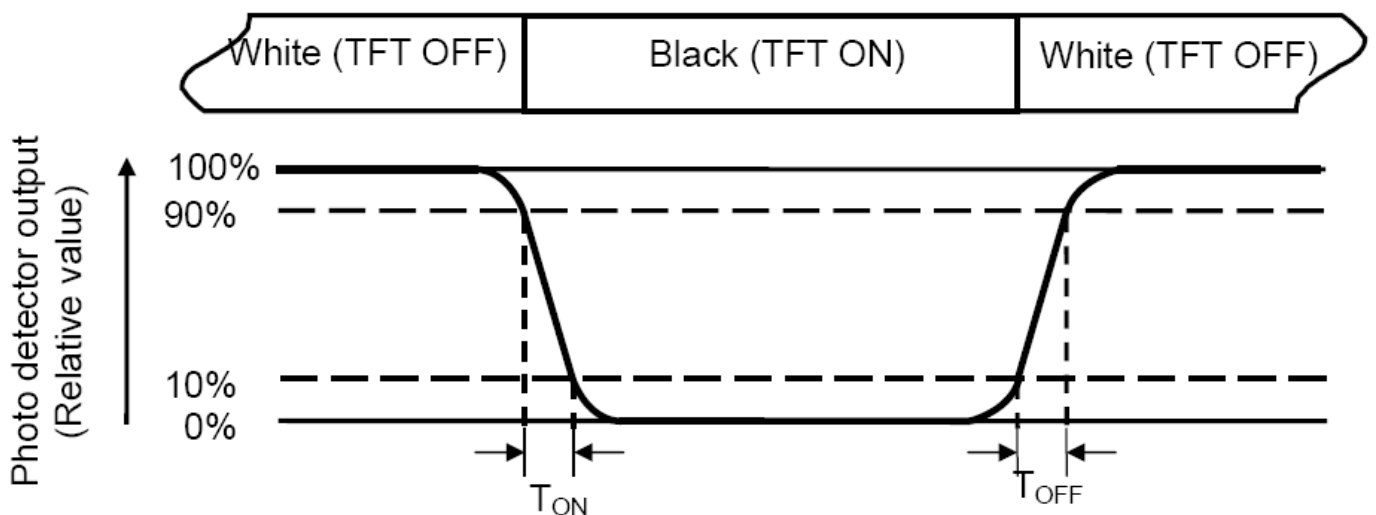 White (TFT OFF) Black (TFT ON) White (TFT OFF)
Photo detector output
(Relative value)
100%
90%
10%
0%
TON TOFF